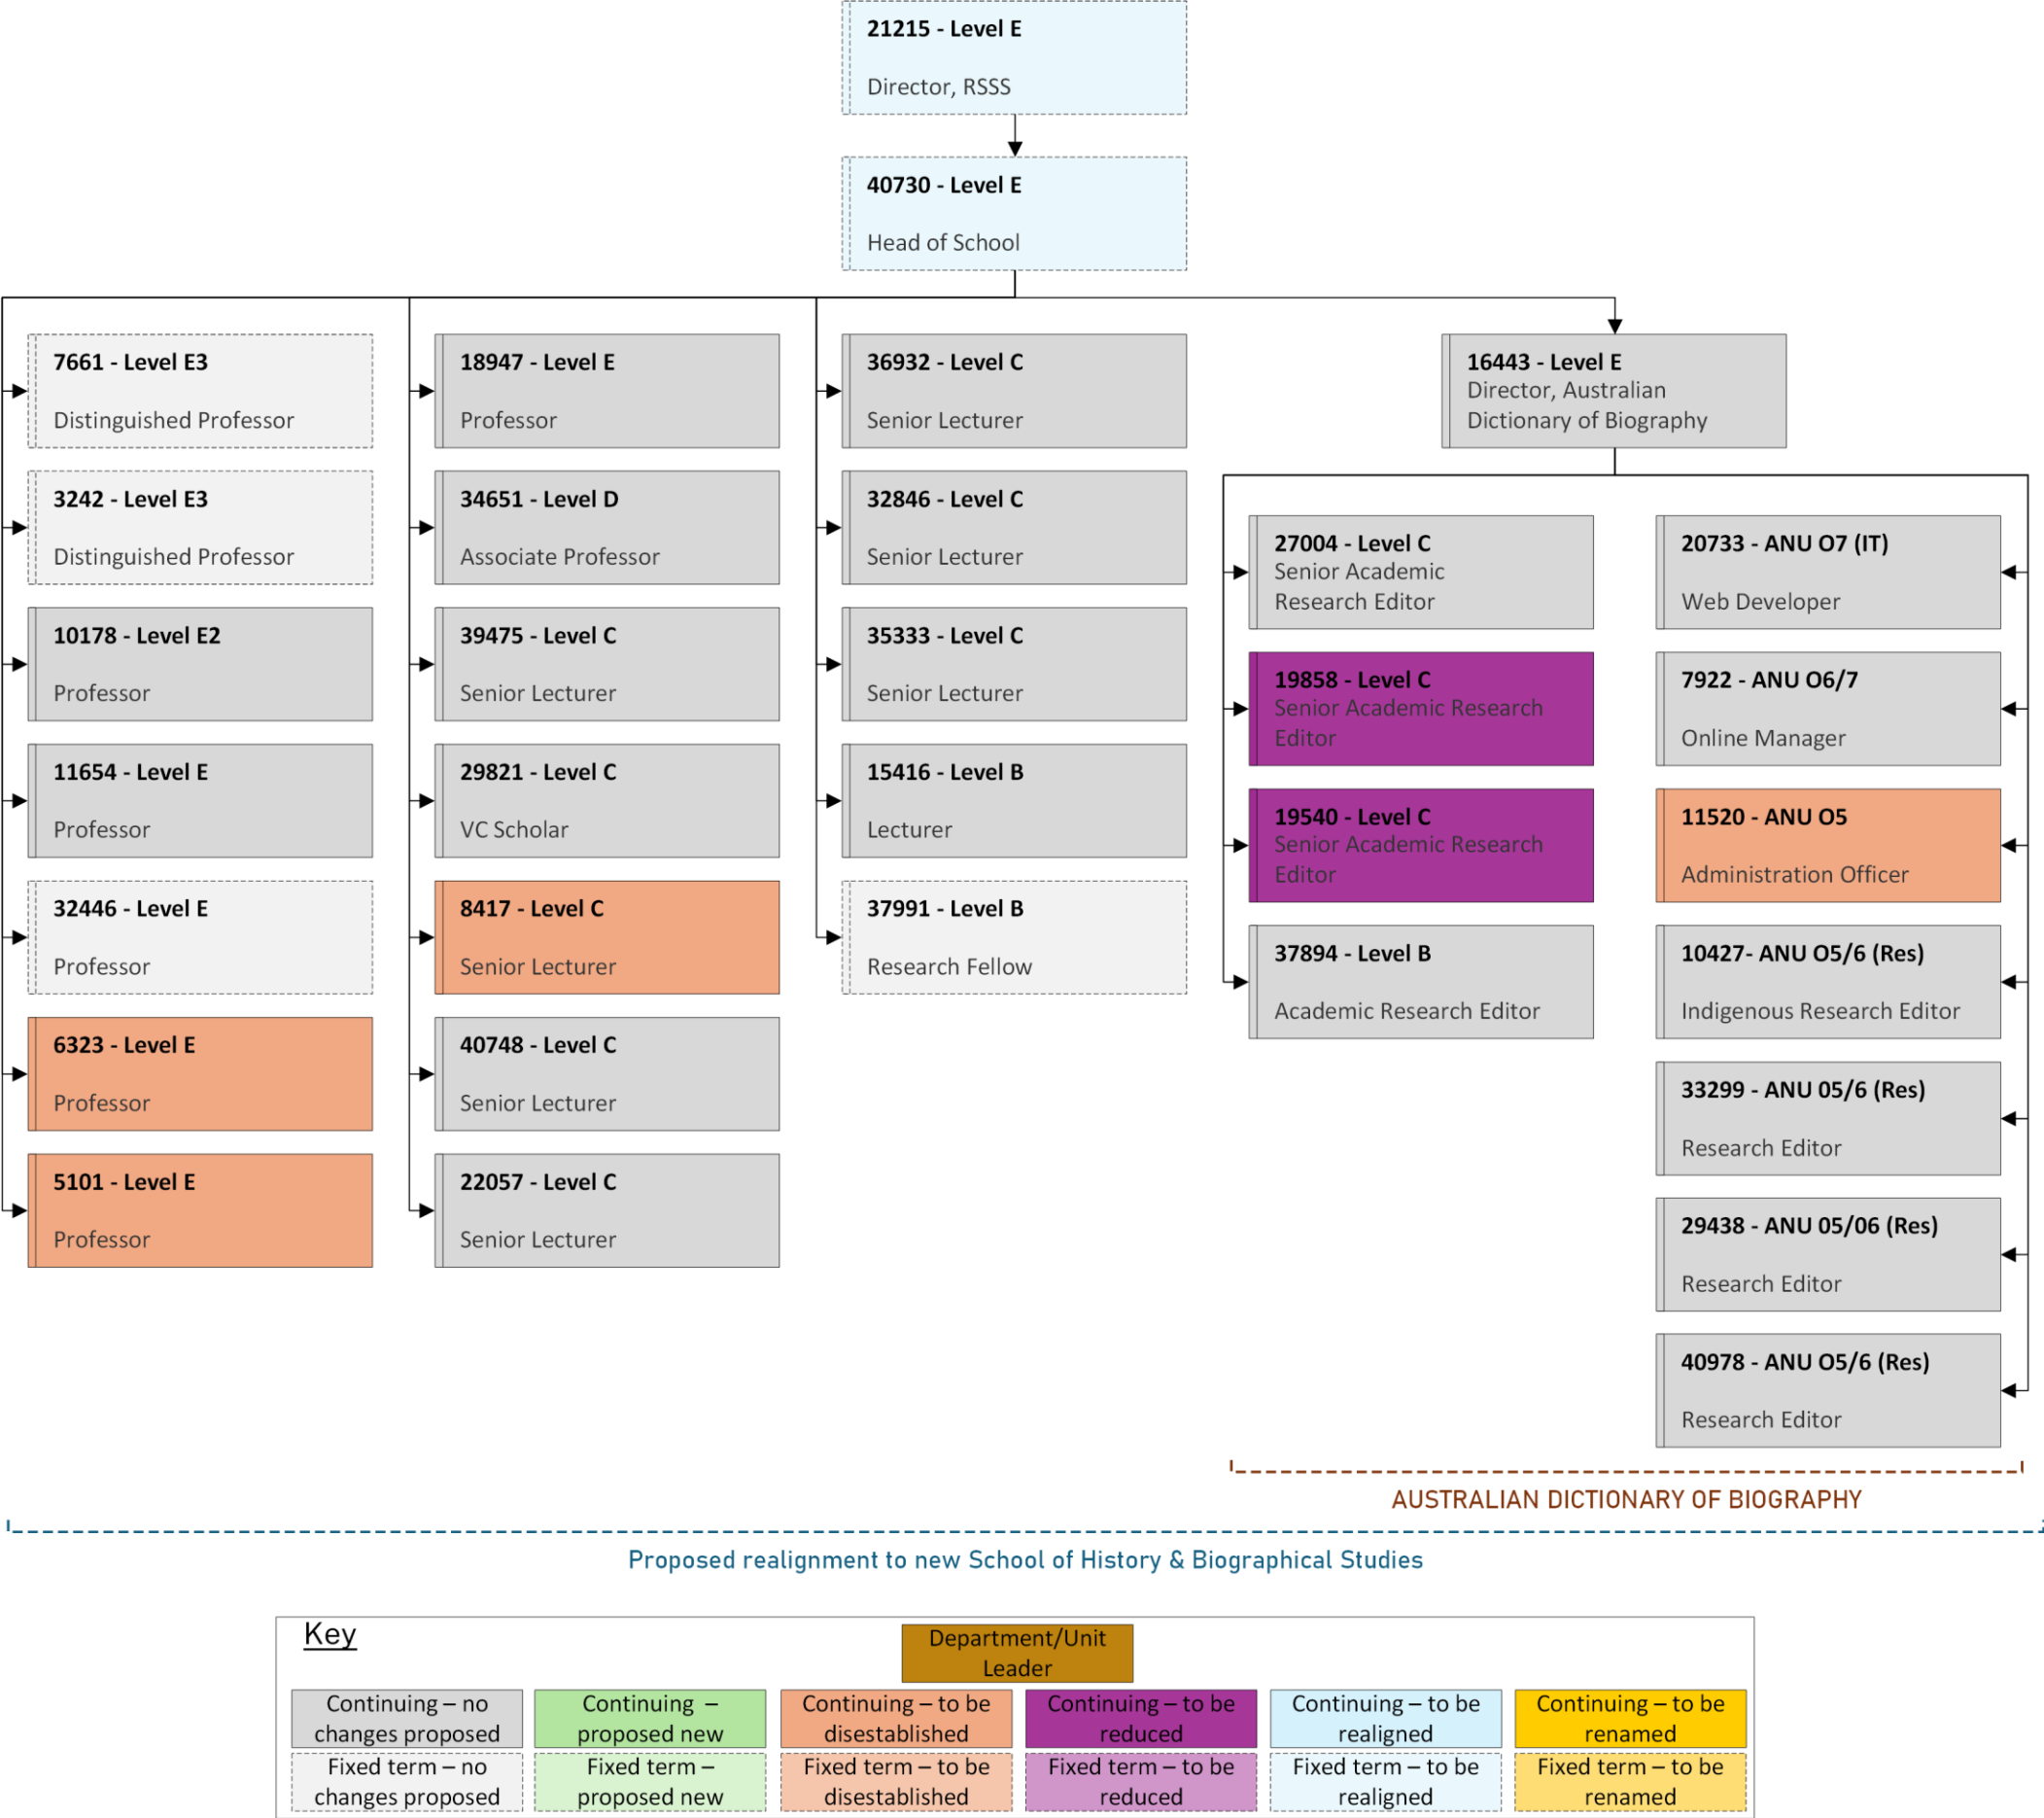 21215 - Level E
Director, RSSS
40730 - Level E
Head of School
7661 - Level E3
Distinguished Professor
3242 - Level E3
Distinguished Professor
10178 - Level E2
Professor
11654 - Level E
Professor
32446 - Level E
Professor
6323 - Level E
Professor
5101 - Level E
Professor
18947 - Level E
Professor
34651 - Level D
Associate Professor
39475 - Level C
Senior Lecturer
29821 - Level C
VC Scholar
8417 - Level C
Senior Lecturer
40748 - Level C
Senior Lecturer
22057 - Level C
Senior Lecturer
36932 - Level C
Senior Lecturer
32846 - Level C
Senior Lecturer
35333 - Level C
Senior Lecturer
15416 - Level B
Lecturer
37991 - Level B
Research Fellow
16443 - Level E
Director, Australian
Dictionary of Biography
27004 - Level C
Senior Academic
Research Editor
19858 - Level C
Senior Academic Research
Editor
19540 - Level C
Senior Academic Research
Editor
37894 - Level B
Academic Research Editor
20733 - ANU O7 (IT)
Web Developer
7922 - ANU O6/7
Online Manager
11520 - ANU O5
Administration Officer
10427- ANU O5/6 (Res)
Indigenous Research Editor
33299 - ANU 05/6 (Res)
Research Editor
29438 - ANU 05/06 (Res)
Research Editor
40978 - ANU O5/6 (Res)
Research Editor
AUSTRALIAN DICTIONARY OF BIOGRAPHY
Proposed realignment to new School of History & Biographical Studies
Key
Department/Unit
Leader
Continuing – no
changes proposed
Continuing –
proposed new
Continuing – to be
disestablished
Continuing – to be
reduced
Continuing – to be
realigned
Continuing – to be
renamed
Fixed term – no
changes proposed
Fixed term –
proposed new
Fixed term – to be
disestablished
Fixed term – to be
reduced
Fixed term – to be
realigned
Fixed term – to be
renamed